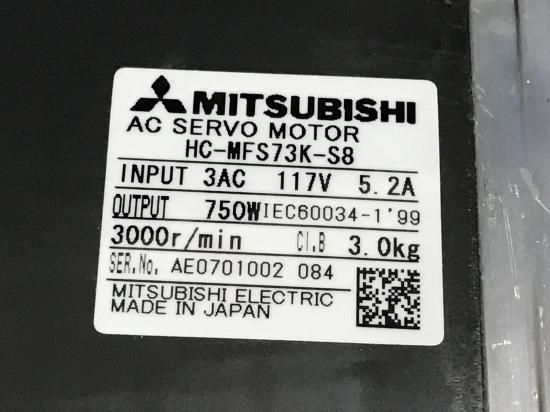 MITSUBISHI
AC SERVO MOTOR
HC-MFS73K-S8
INPUT 3AC 117V 5.2A
OUTPUT 750W IEC60034-1'99
3000r/min CI.B 3.0kg
SER.No. AE0701002 084
MITSUBISHI ELECTRIC
MADE IN JAPAN